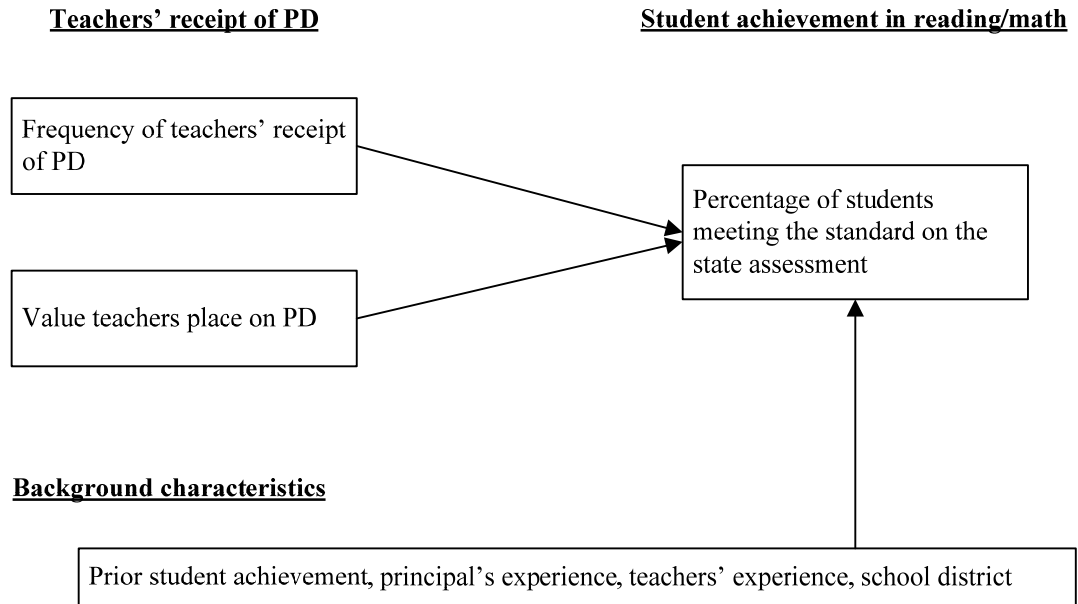 Teachers’ receipt of PD
Student achievement in reading/math
Frequency of teachers’ receipt
of PD
Percentage of students
meeting the standard on the
state assessment
Value teachers place on PD
Background characteristics
Prior student achievement, principal’s experience, teachers’ experience, school district